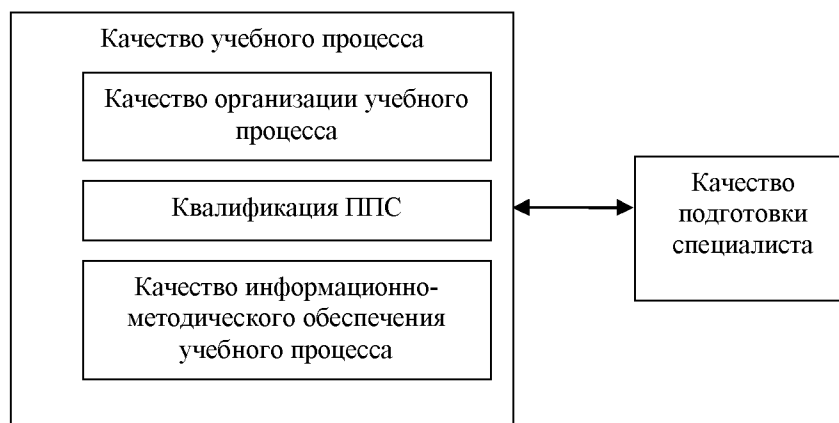 Качество учебного процесса
Качество организации учебного
процесса
Квалификация ППС
Качество информационно-
методического обеспечения
учебного процесса
Качество
подготовки
специалиста